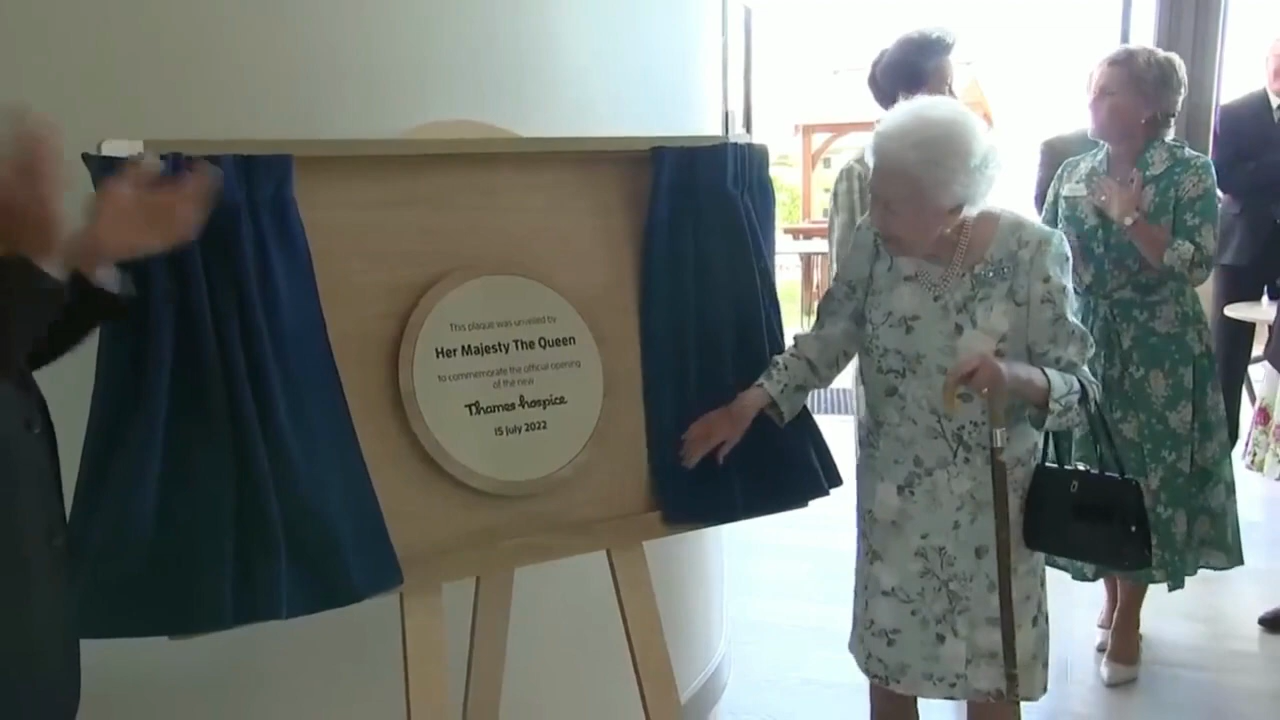 This plaque was unveiled by
Her Majesty The Queen
to commemorate the official opening
of the new
Thames hospice
15 July 2022